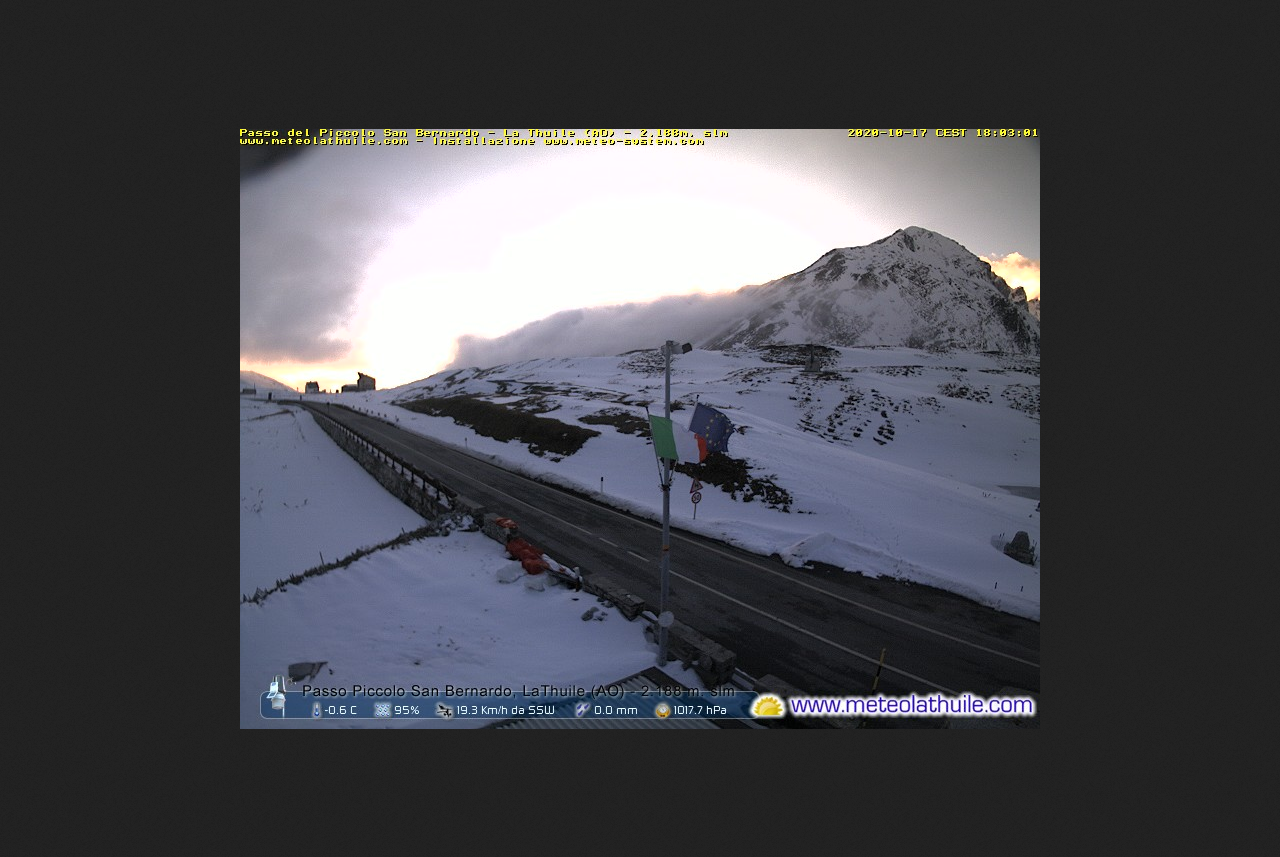 Passo del Piccolo San Bernardo - La Thuile (AO) - 2.188m. slm
2020-10-17 CEST 18:03:01
www.meteolathuile.com - Installazione www.meteo-system.com
Passo Piccolo San Bernardo, LaThuile (AO) - 2.188 m. slm
-0.6 C 95% 19.3 Km/h da SSW 0.0 mm 1017.7 hPa
www.meteolathuile.com